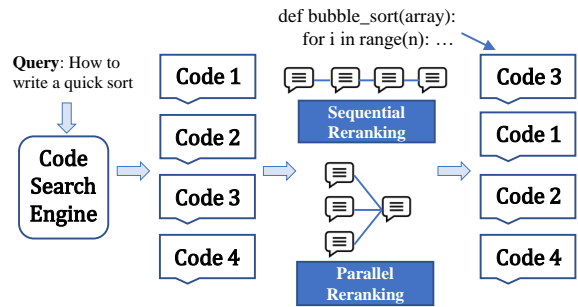 def bubble_sort(array):
for i in range(n): …
Query: How to
write a quick sort
Code
Search
Engine
Code 1
Code 2
Code 3
Code 4
Sequential
Reranking
Parallel
Reranking
Code 3
Code 1
Code 2
Code 4